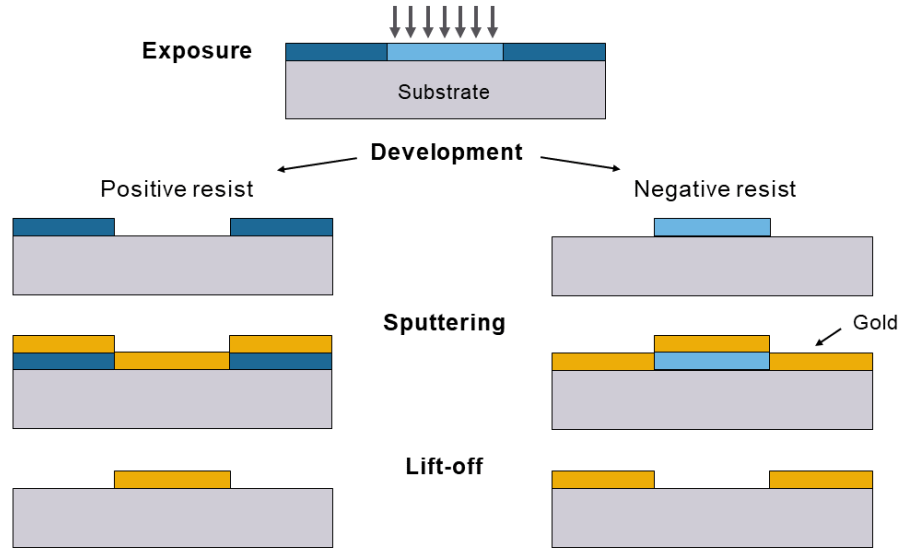 Exposure
Substrate
Development
Positive resist
Negative resist
Sputtering
Gold
Lift-off